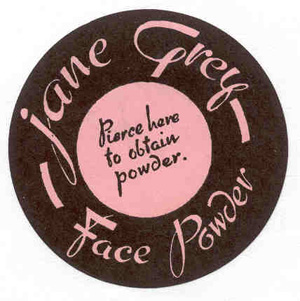 Jane Grey
Pierce here
to obtain
powder.
Face Powder